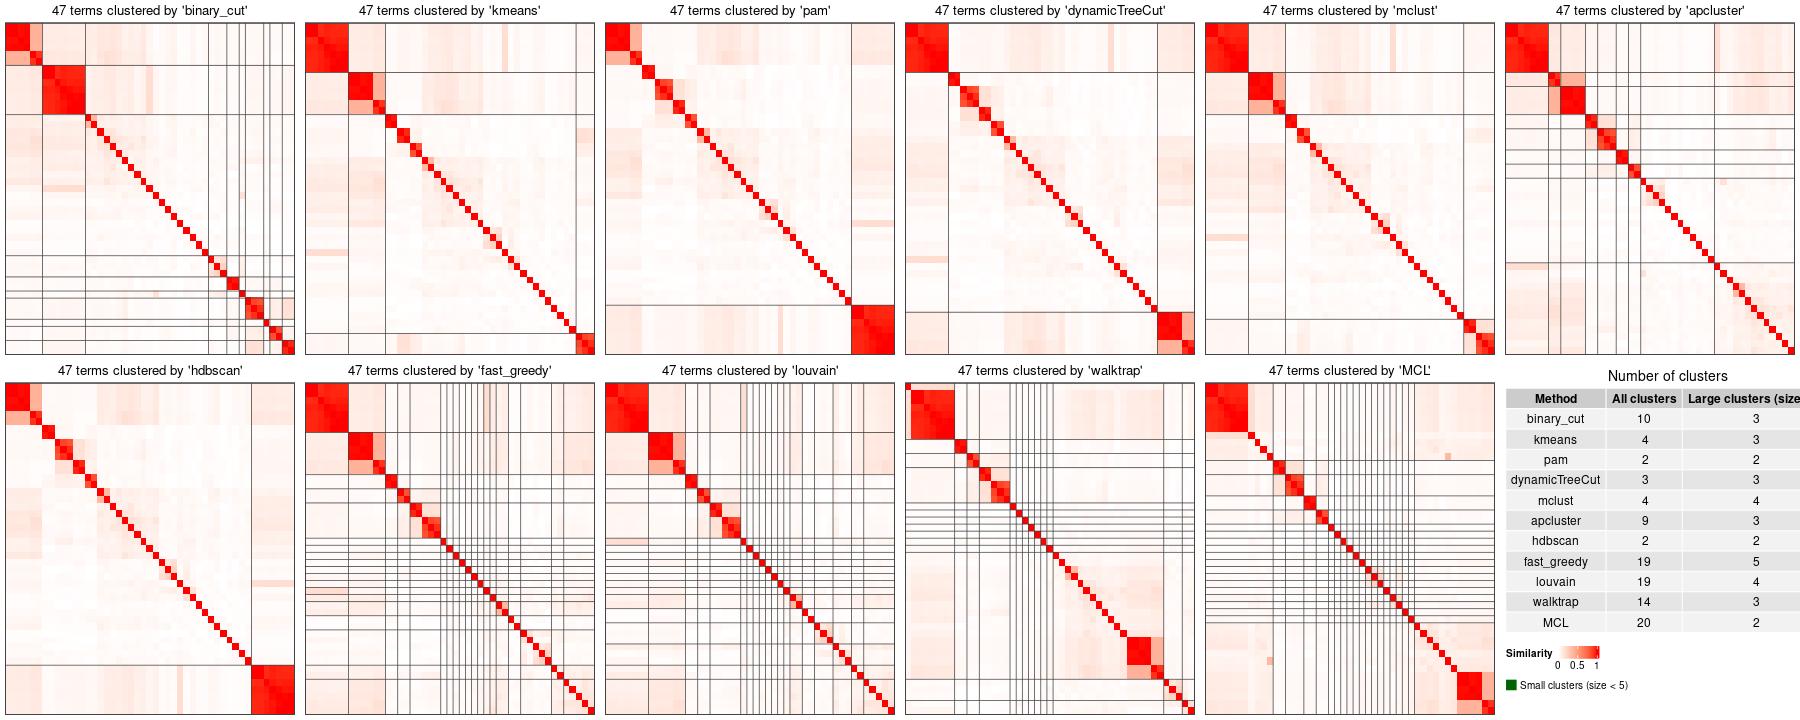 47 terms clustered by 'binary_cut'
47 terms clustered by 'kmeans'
47 terms clustered by 'pam'
47 terms clustered by 'dynamicTreeCut'
47 terms clustered by 'mclust'
47 terms clustered by 'apcluster'
47 terms clustered by 'hdbscan'
47 terms clustered by 'fast_greedy'
47 terms clustered by 'louvain'
47 terms clustered by 'walktrap'
47 terms clustered by 'MCL'
Number of clusters
Method All clusters Large clusters (size
binary_cut 10 3
kmeans 4 3
pam 2 2
dynamicTreeCut 3 3
mclust 4 4
apcluster 9 3
hdbscan 2 2
fast_greedy 19 5
louvain 19 4
walktrap 14 3
MCL 20 2
Similarity
0 0.5 1
Small clusters (size < 5)